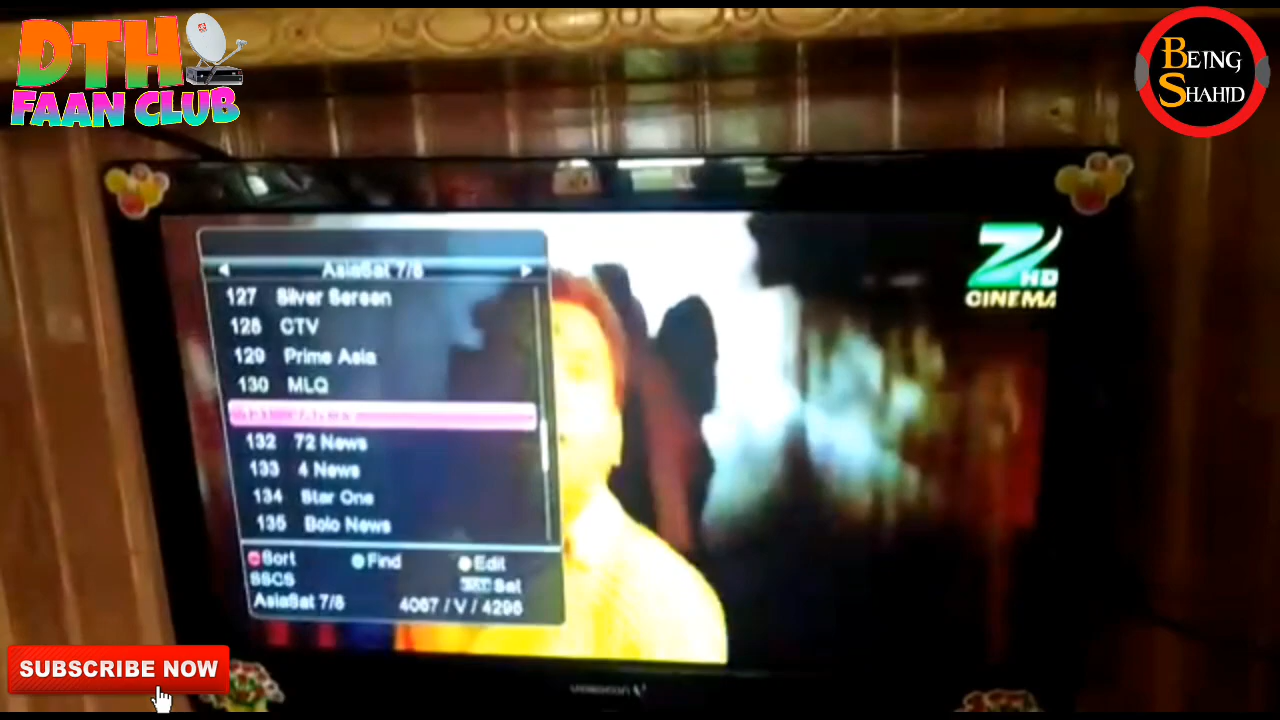 DTH
FAAN CLUB
BEING
SHAHID
Z
HD
CINEMA
AsiaSat 7/8
127 Silver Screen
128 CTV
129 Prime Asia
130 MLQ
132 72 News
133 4 News
134 Star One
135 Bolo News
Sort Find Edit
SSCS Sat
AsiaSat 7/8 4067 / V / 4296
SUBSCRIBE NOW